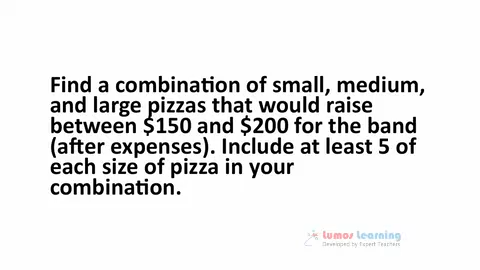 Find a combination of small, medium,
and large pizzas that would raise
between $150 and $200 for the band
(after expenses). Include at least 5 of
each size of pizza in your
combination.
Lumos Learning
Developed by Expert Teachers